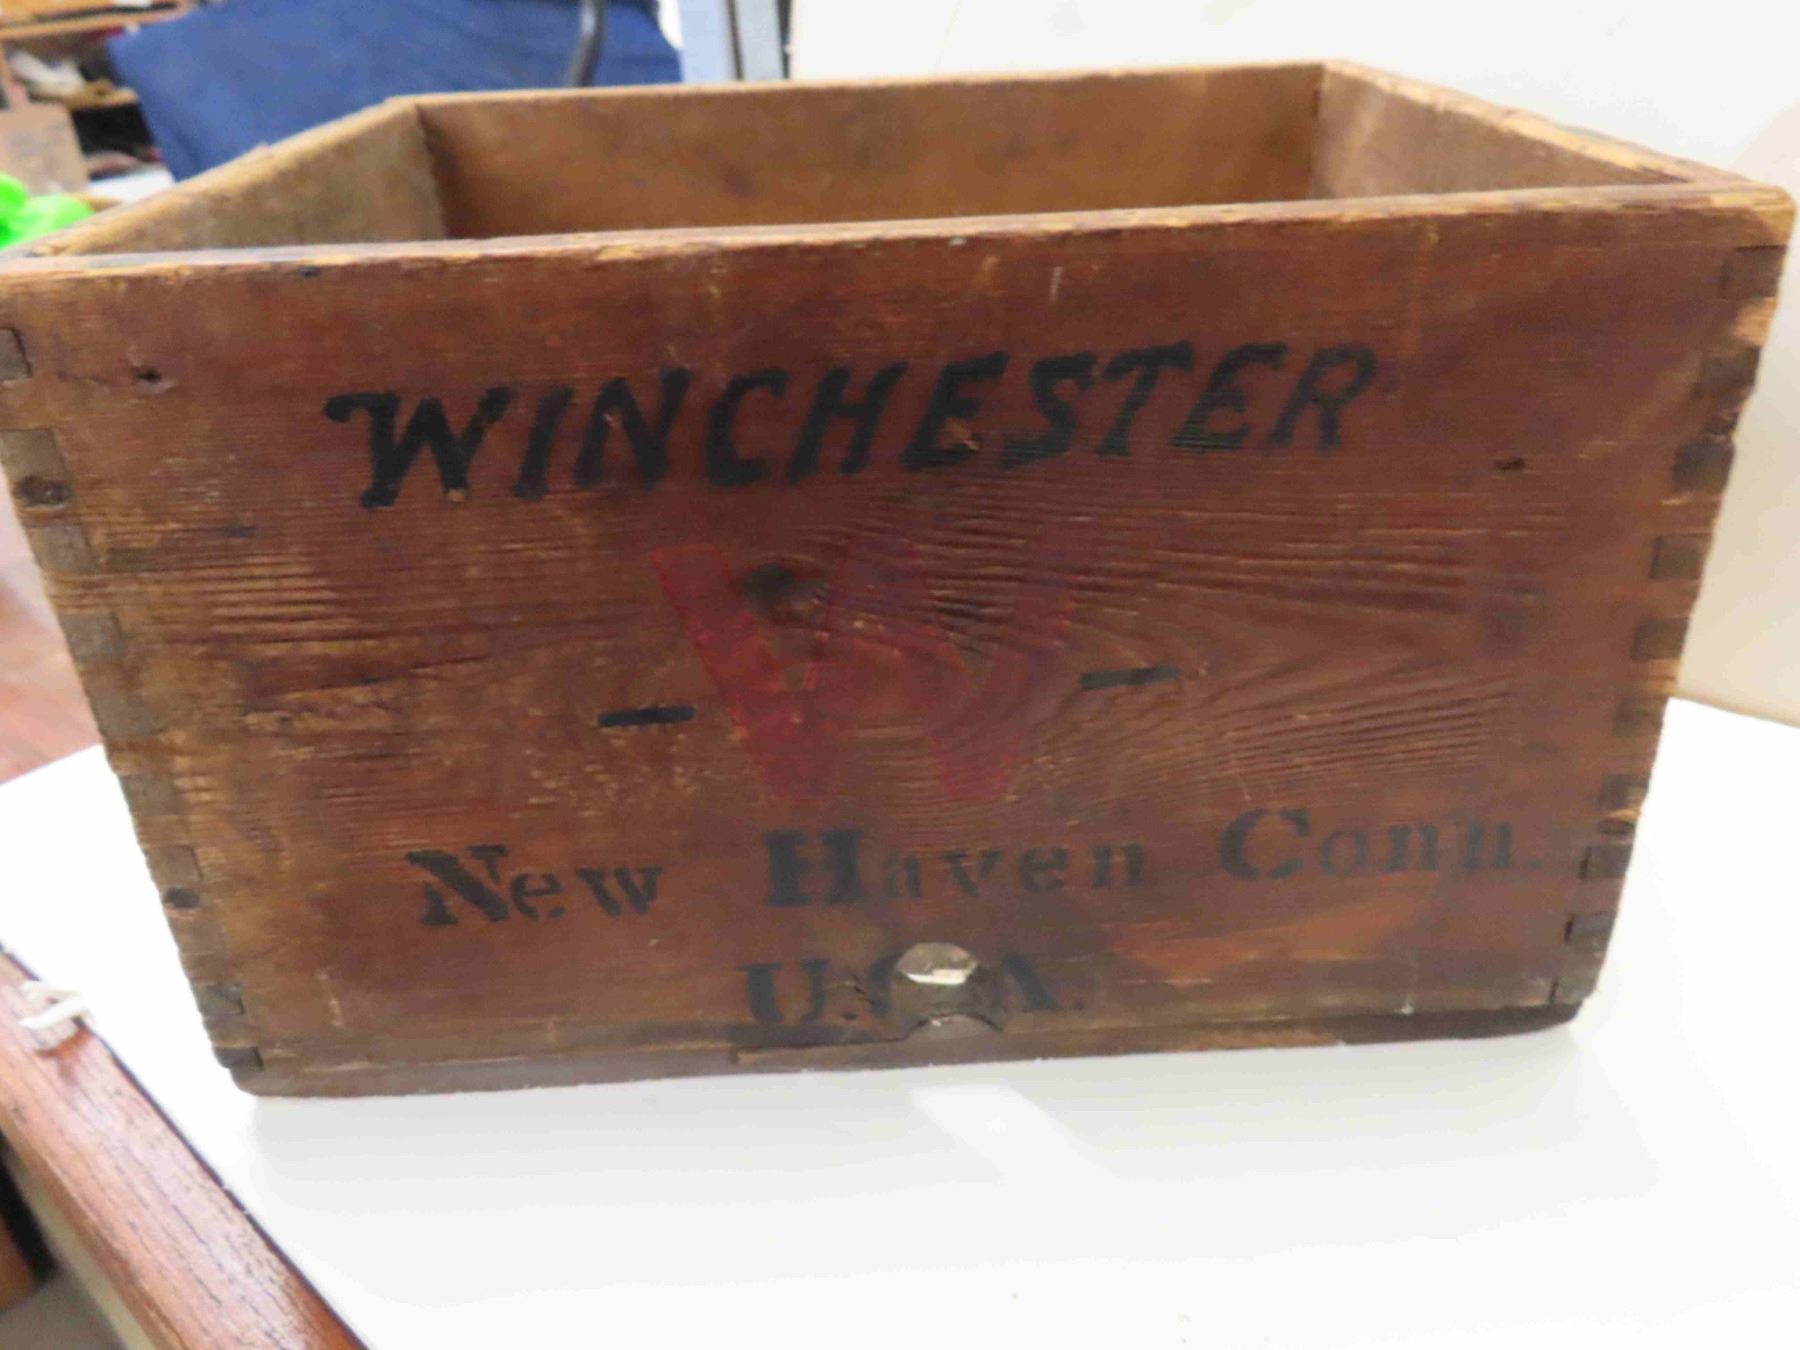 WINCHESTER
- W -
New Haven Conn.
U.S.A.